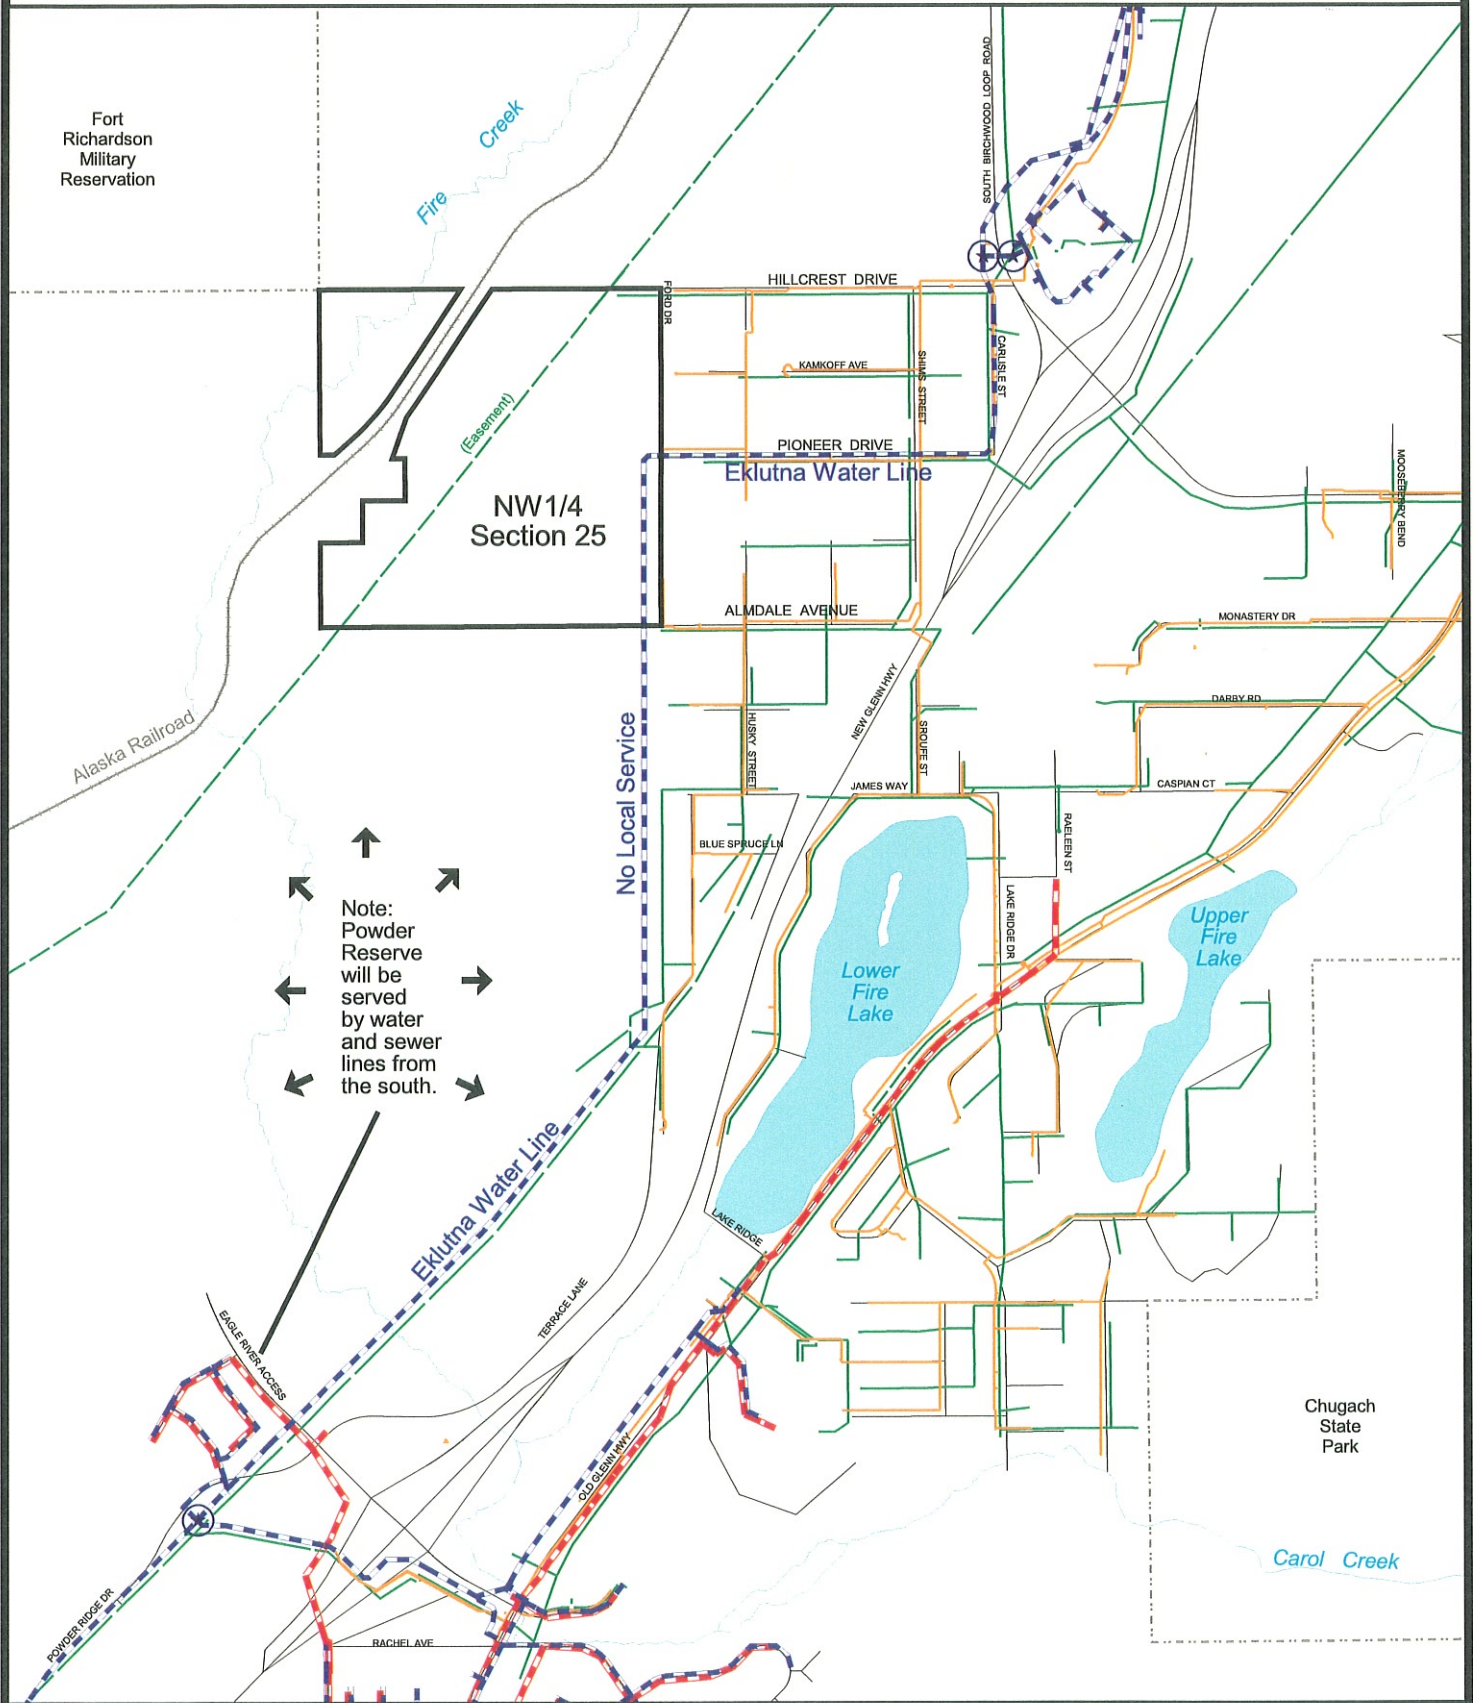 Fort
Richardson
Military
Reservation
Fire Creek
SOUTH BIRCHWOOD LOOP ROAD
HILLCREST DRIVE
FORD DR
KAMKOFF AVE
SHIMS STREET
CARLISLE ST
(Easement)
PIONEER DRIVE
Eklutna Water Line
NW1/4
Section 25
MOOSEBERRY BEND
ALMDALE AVENUE
MONASTERY DR
NEW GLENN HWY
DARBY RD
Alaska Railroad
No Local Service
HUSKY STREET
SROUFE ST
JAMES WAY
CASPIAN CT
BLUE SPRUCE LN
RAELEEN ST
LAKE RIDGE DR
Note:
Powder
Reserve
will be
served
by water
and sewer
lines from
the south.
Lower
Fire
Lake
Upper
Fire
Lake
Eklutna Water Line
LAKE RIDGE
TERRACE LANE
EAGLE RIVER ACCESS
OLD GLENN HWY
Chugach
State
Park
Carol Creek
POWDER RIDGE DR
RACHEL AVE